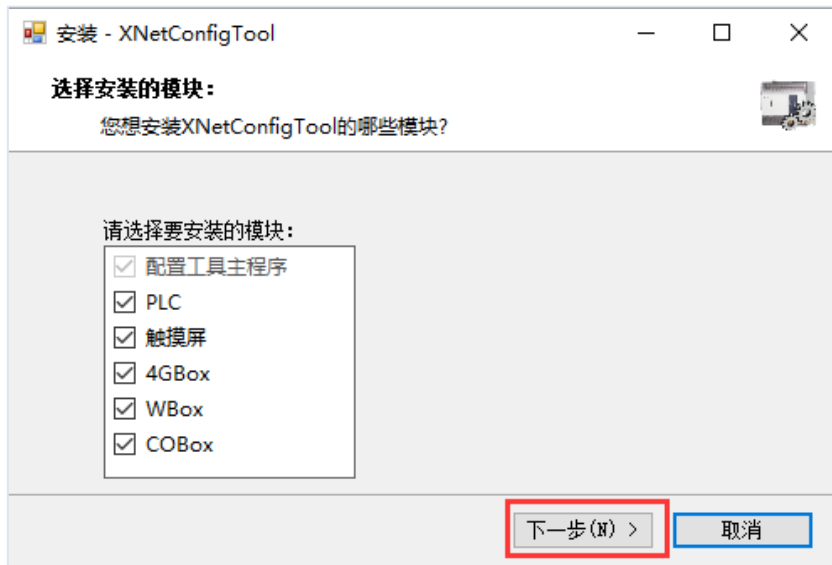 安装 - XNetConfigTool
选择安装的模块：
您想安装XNetConfigTool的哪些模块?
请选择要安装的模块：
配置工具主程序
PLC
触摸屏
4GBox
WBox
COBox
下一步(N) > 取消